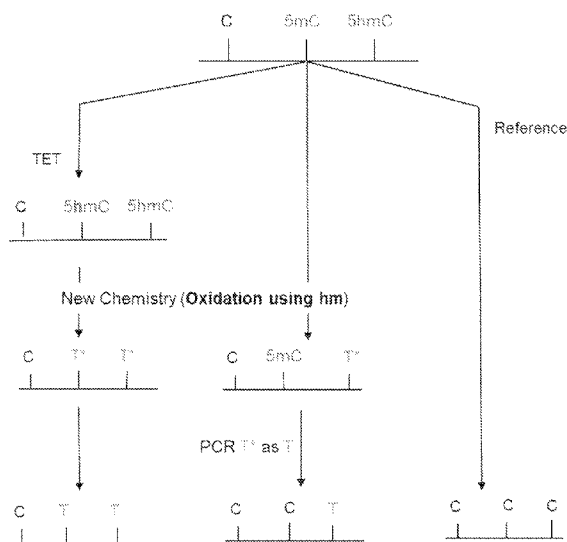 C 5mC 5hmC
Reference
TET
C 5hmC 5hmC
New Chemistry (Oxidation using hm)
C T* T*
C 5mC T*
PCR T* as T
C T T
C C T
C C C